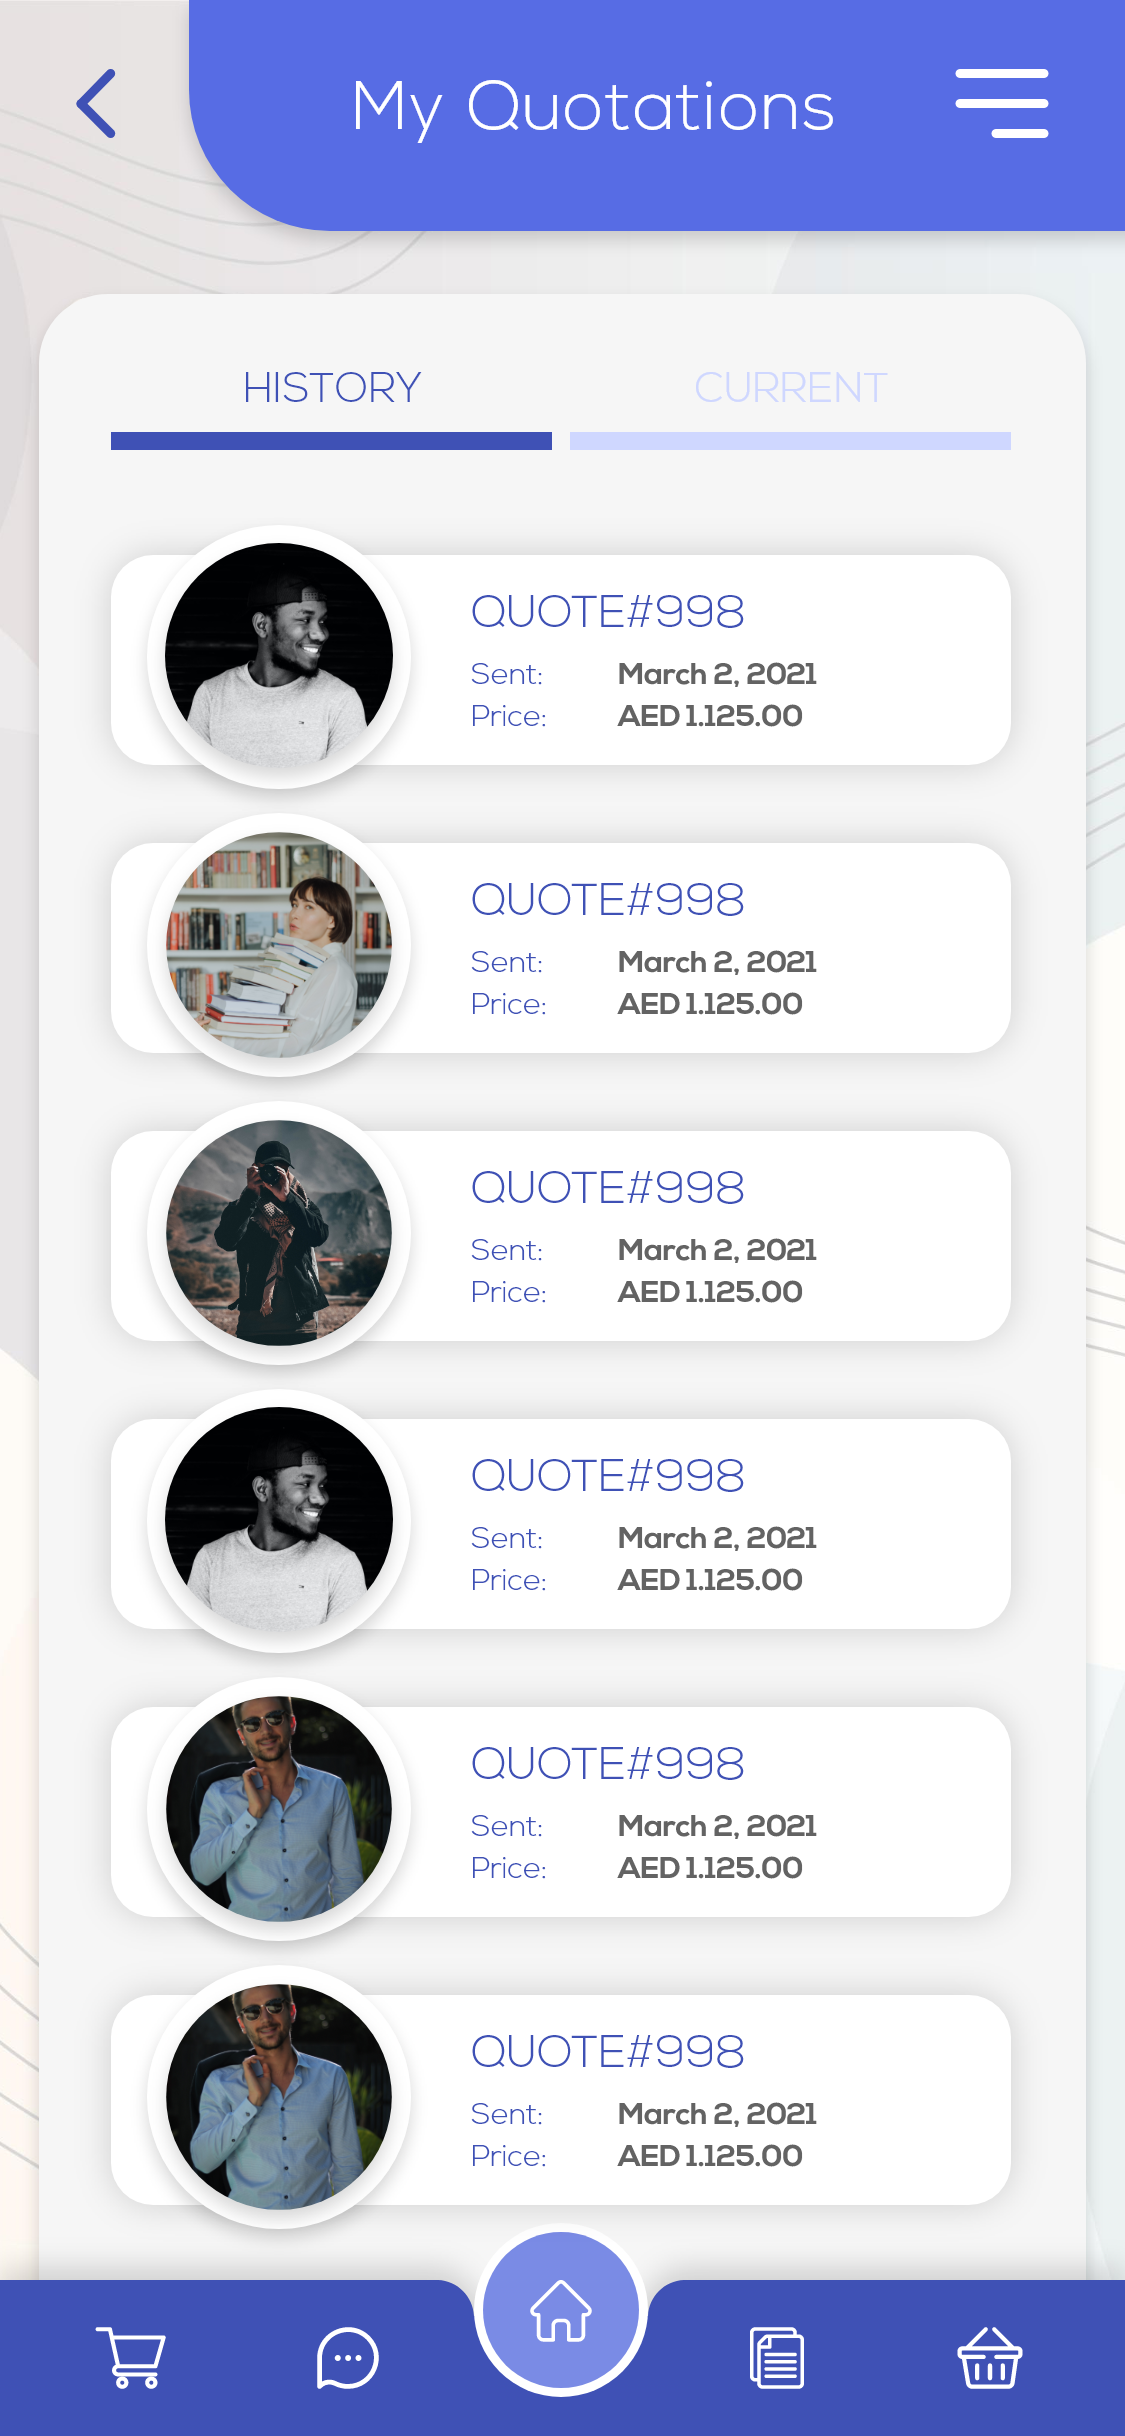 My Quotations
HISTORY
CURRENT
QUOTE#998
Sent: March 2, 2021
Price: AED 1.125.00
QUOTE#998
Sent: March 2, 2021
Price: AED 1.125.00
QUOTE#998
Sent: March 2, 2021
Price: AED 1.125.00
QUOTE#998
Sent: March 2, 2021
Price: AED 1.125.00
QUOTE#998
Sent: March 2, 2021
Price: AED 1.125.00
QUOTE#998
Sent: March 2, 2021
Price: AED 1.125.00